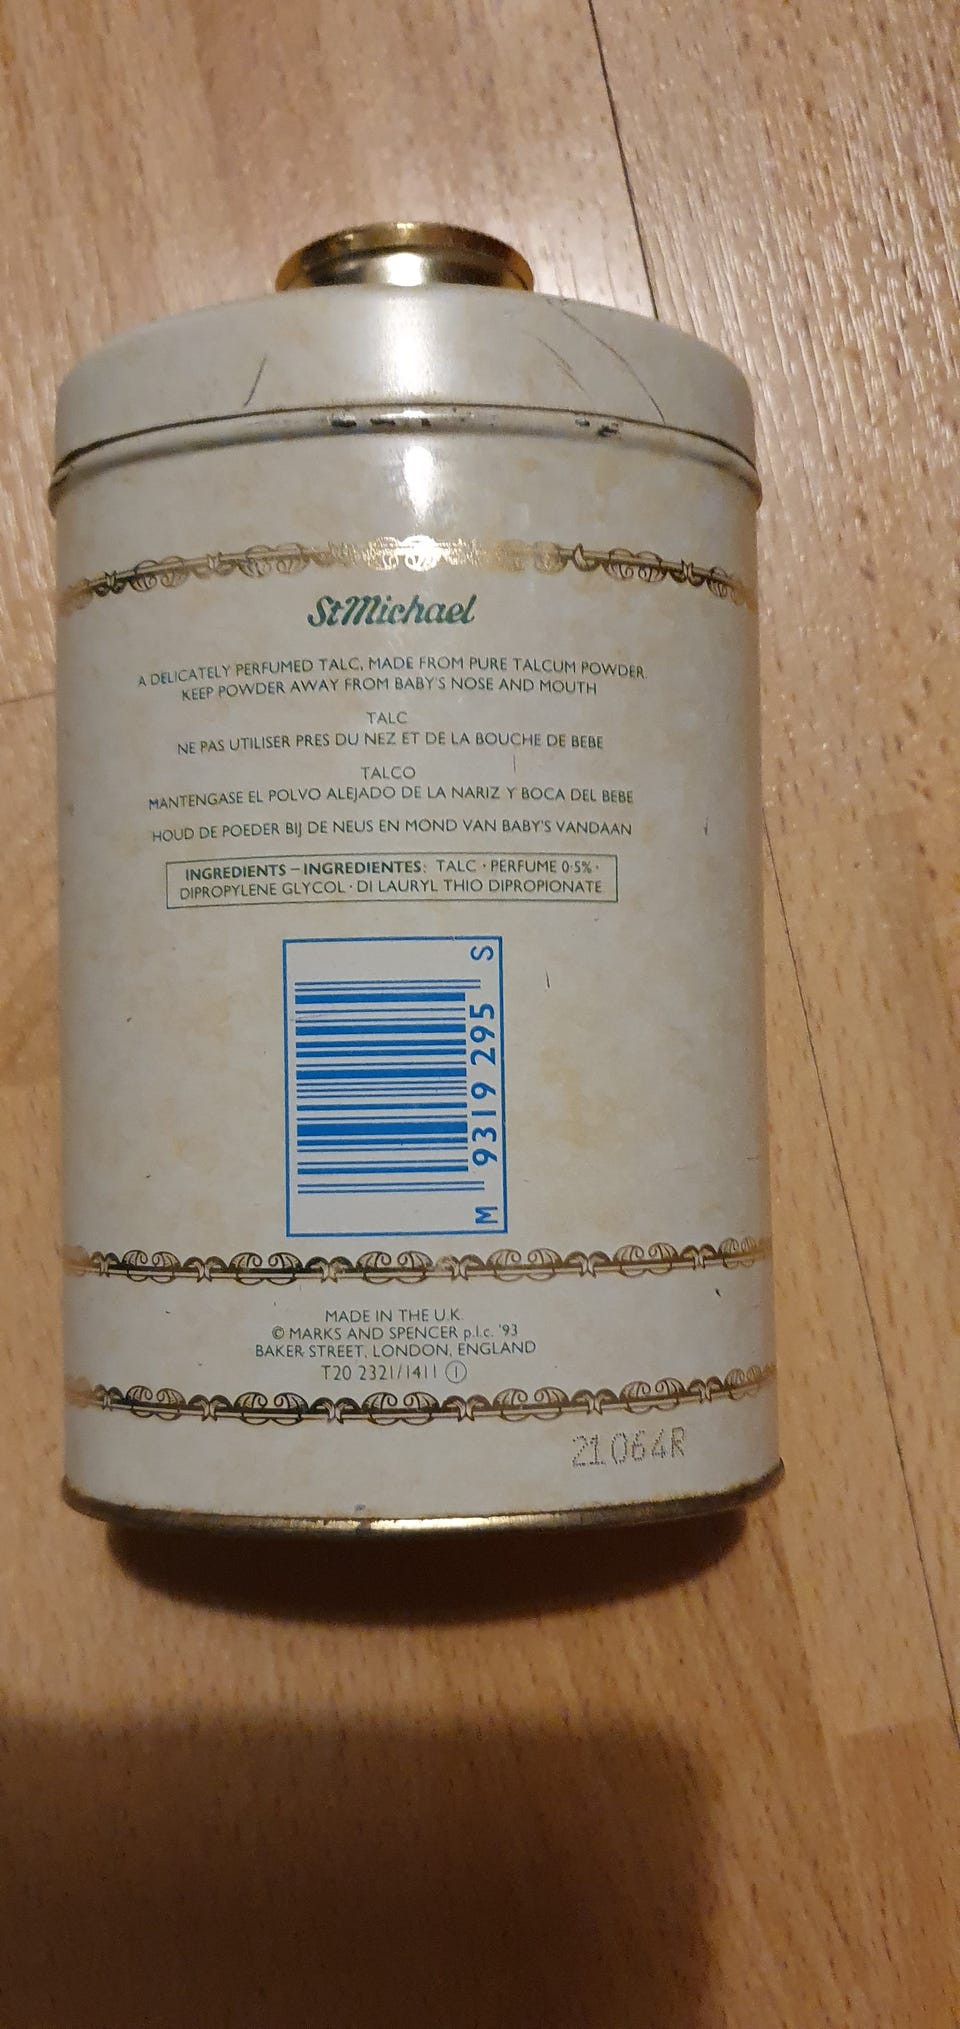 St Michael
A DELICATELY PERFUMED TALC, MADE FROM PURE TALCUM POWDER.
KEEP POWDER AWAY FROM BABY'S NOSE AND MOUTH
TALC
NE PAS UTILISER PRES DU NEZ ET DE LA BOUCHE DE BEBE
TALCO
MANTENGASE EL POLVO ALEJADO DE LA NARIZ Y BOCA DEL BEBE
HOUD DE POEDER BIJ DE NEUS EN MOND VAN BABY'S VANDAAN
INGREDIENTS – INGREDIENTES: TALC · PERFUME 0·5% ·
DIPROPYLENE GLYCOL · DI LAURYL THIO DIPROPIONATE
M 9319 295 S
MADE IN THE U.K.
© MARKS AND SPENCER p.l.c. '93
BAKER STREET, LONDON, ENGLAND
T20 2321/1411 I
21064R